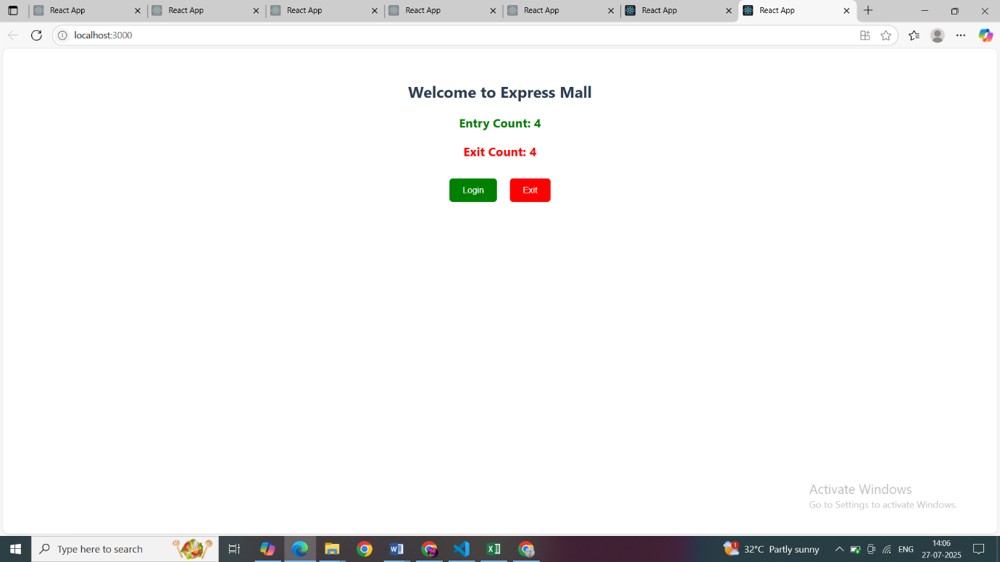 React App
React App
React App
React App
React App
React App
React App
localhost:3000
Welcome to Express Mall
Entry Count: 4
Exit Count: 4
Login
Exit
Activate Windows
Go to Settings to activate Windows.
Type here to search
1
32°C Partly sunny
ENG
14:06
27-07-2025